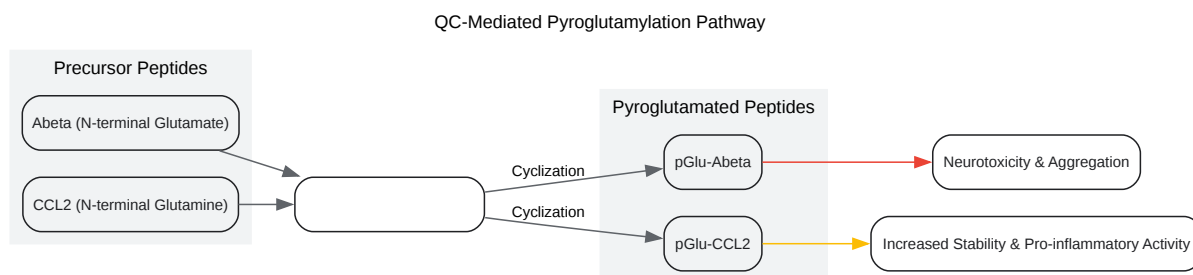 QC-Mediated Pyroglutamylation Pathway
Precursor Peptides
Abeta (N-terminal Glutamate)
CCL2 (N-terminal Glutamine)
Cyclization
Cyclization
Pyroglutamated Peptides
pGlu-Abeta
pGlu-CCL2
Neurotoxicity & Aggregation
Increased Stability & Pro-inflammatory Activity